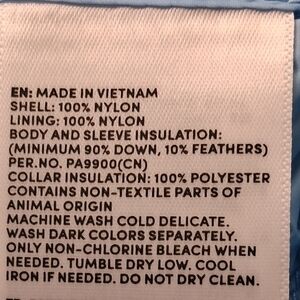 EN: MADE IN VIETNAM
SHELL: 100% NYLON
LINING: 100% NYLON
BODY AND SLEEVE INSULATION:
(MINIMUM 90% DOWN, 10% FEATHERS)
PER.NO. PA9900(CN)
COLLAR INSULATION: 100% POLYESTER
CONTAINS NON-TEXTILE PARTS OF
ANIMAL ORIGIN
MACHINE WASH COLD DELICATE.
WASH DARK COLORS SEPARATELY.
ONLY NON-CHLORINE BLEACH WHEN
NEEDED. TUMBLE DRY LOW. COOL
IRON IF NEEDED. DO NOT DRY CLEAN.